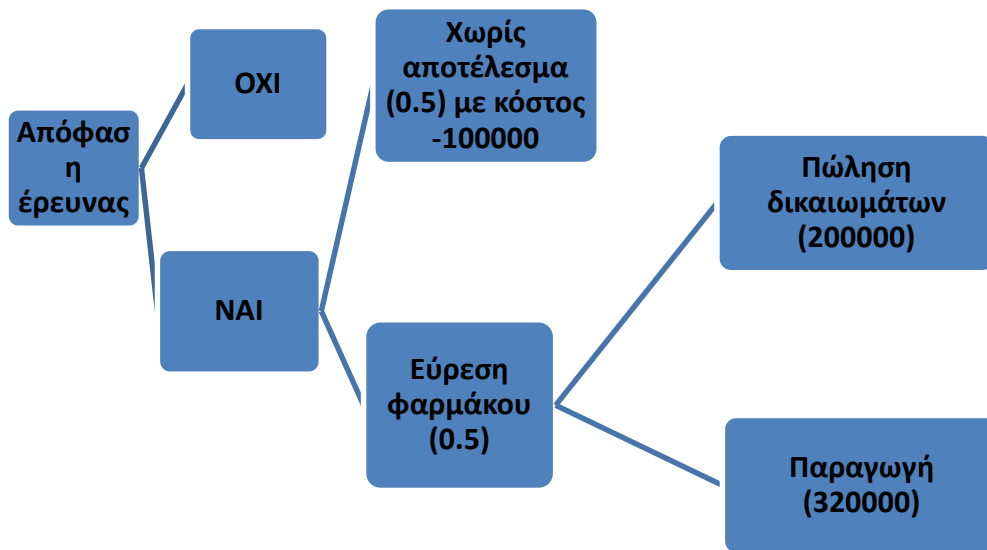 Απόφασ
η
έρευνας
ΟΧΙ
ΝΑΙ
Χωρίς
αποτέλεσμα
(0.5) με κόστος
-100000
Εύρεση
φαρμάκου
(0.5)
Πώληση
δικαιωμάτων
(200000)
Παραγωγή
(320000)